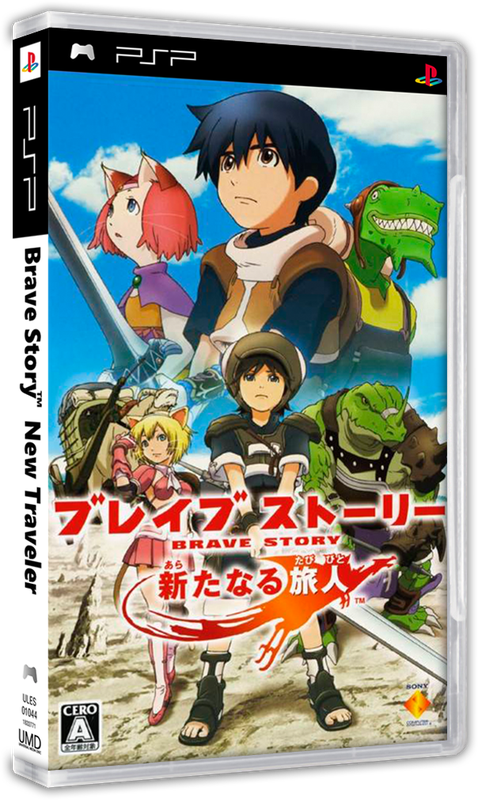 PSP
PSP
Brave Story™ New Traveler
ブレイブ ストーリー
BRAVE STORY
あら
たび びと
新たなる旅人
TM
CERO
A
全年齢対象
SONY
ULES
01044
UMD